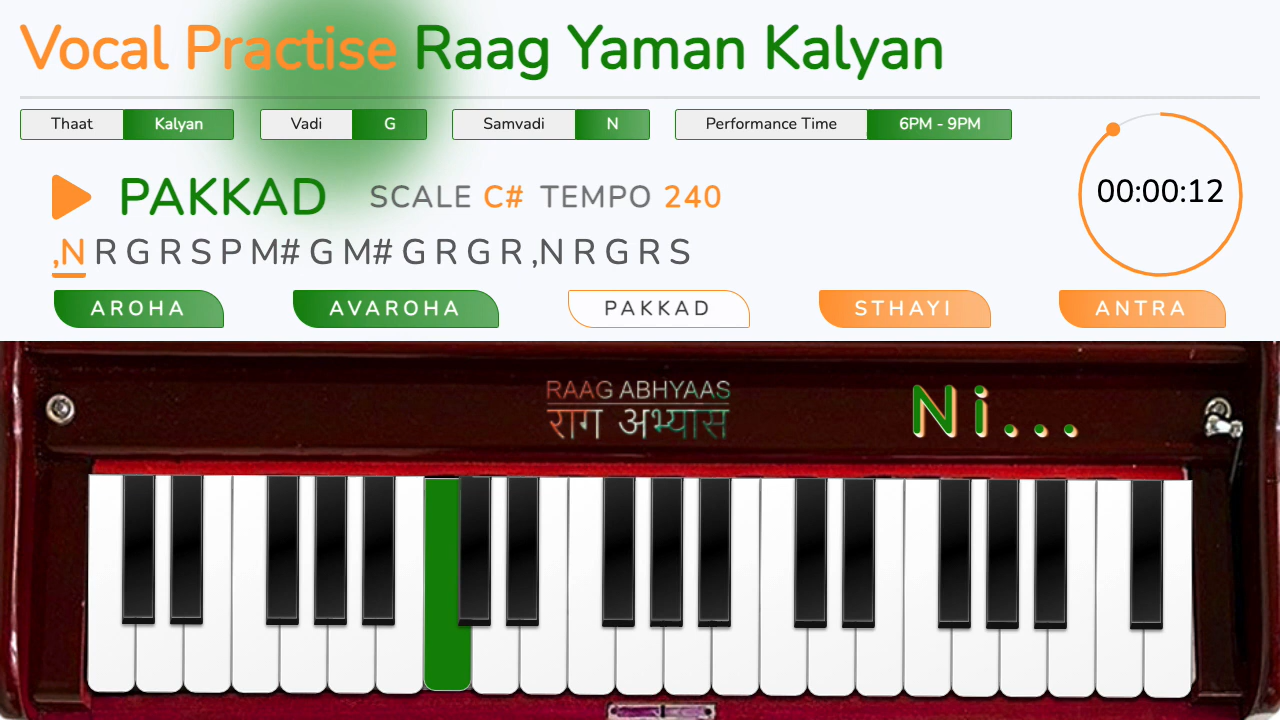 Vocal Practise Raag Yaman Kalyan
Thaat Kalyan Vadi G Samvadi N Performance Time 6PM - 9PM
00:00:12
PAKKAD SCALE C# TEMPO 240
,N R G R S P M# G M# G R G R ,N R G R S
AROHA AVAROHA PAKKAD STHAYI ANTRA
RAAG ABHYAAS
राग अभ्यास
Ni...